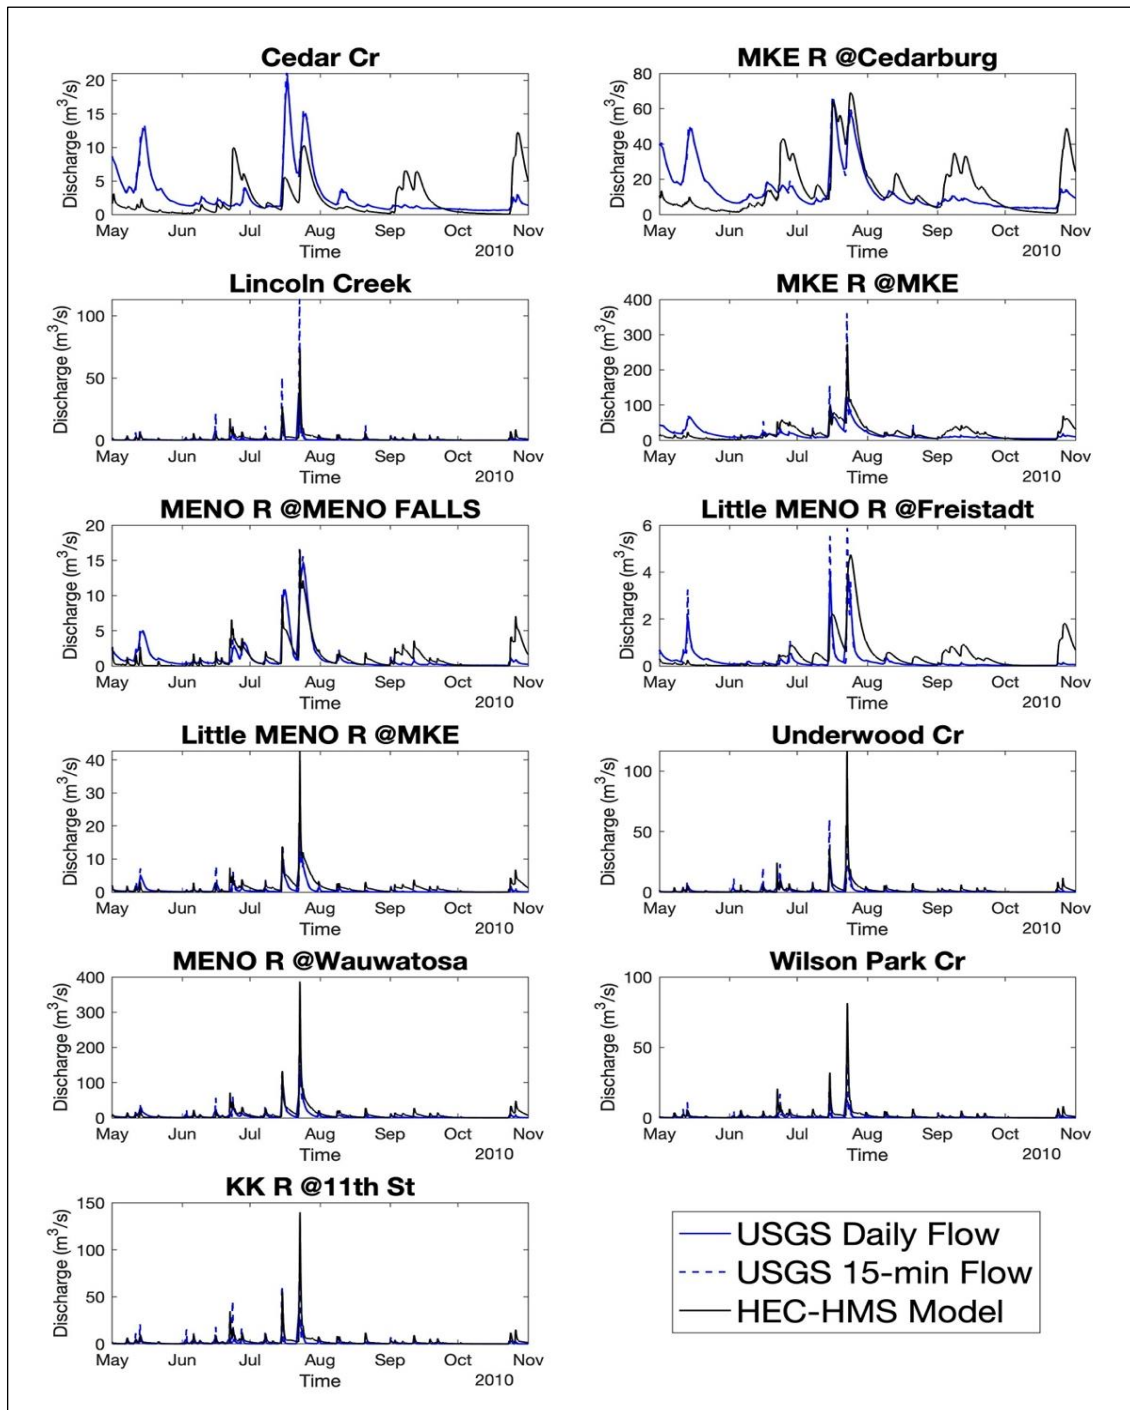 Cedar Cr
Discharge (m³/s)
20
15
10
5
0
May Jun Jul Aug Sep Oct Nov
Time 2010
MKE R @Cedarburg
Discharge (m³/s)
80
60
40
20
0
May Jun Jul Aug Sep Oct Nov
Time 2010
Lincoln Creek
Discharge (m³/s)
100
50
0
May Jun Jul Aug Sep Oct Nov
Time 2010
MKE R @MKE
Discharge (m³/s)
400
300
200
100
0
May Jun Jul Aug Sep Oct Nov
Time 2010
MENO R @MENO FALLS
Discharge (m³/s)
20
15
10
5
0
May Jun Jul Aug Sep Oct Nov
Time 2010
Little MENO R @Freistadt
Discharge (m³/s)
6
4
2
0
May Jun Jul Aug Sep Oct Nov
Time 2010
Little MENO R @MKE
Discharge (m³/s)
40
30
20
10
0
May Jun Jul Aug Sep Oct Nov
Time 2010
Underwood Cr
Discharge (m³/s)
100
50
0
May Jun Jul Aug Sep Oct Nov
Time 2010
MENO R @Wauwatosa
Discharge (m³/s)
400
300
200
100
0
May Jun Jul Aug Sep Oct Nov
Time 2010
Wilson Park Cr
Discharge (m³/s)
100
50
0
May Jun Jul Aug Sep Oct Nov
Time 2010
KK R @11th St
Discharge (m³/s)
150
100
50
0
May Jun Jul Aug Sep Oct Nov
Time 2010
USGS Daily Flow
USGS 15-min Flow
HEC-HMS Model